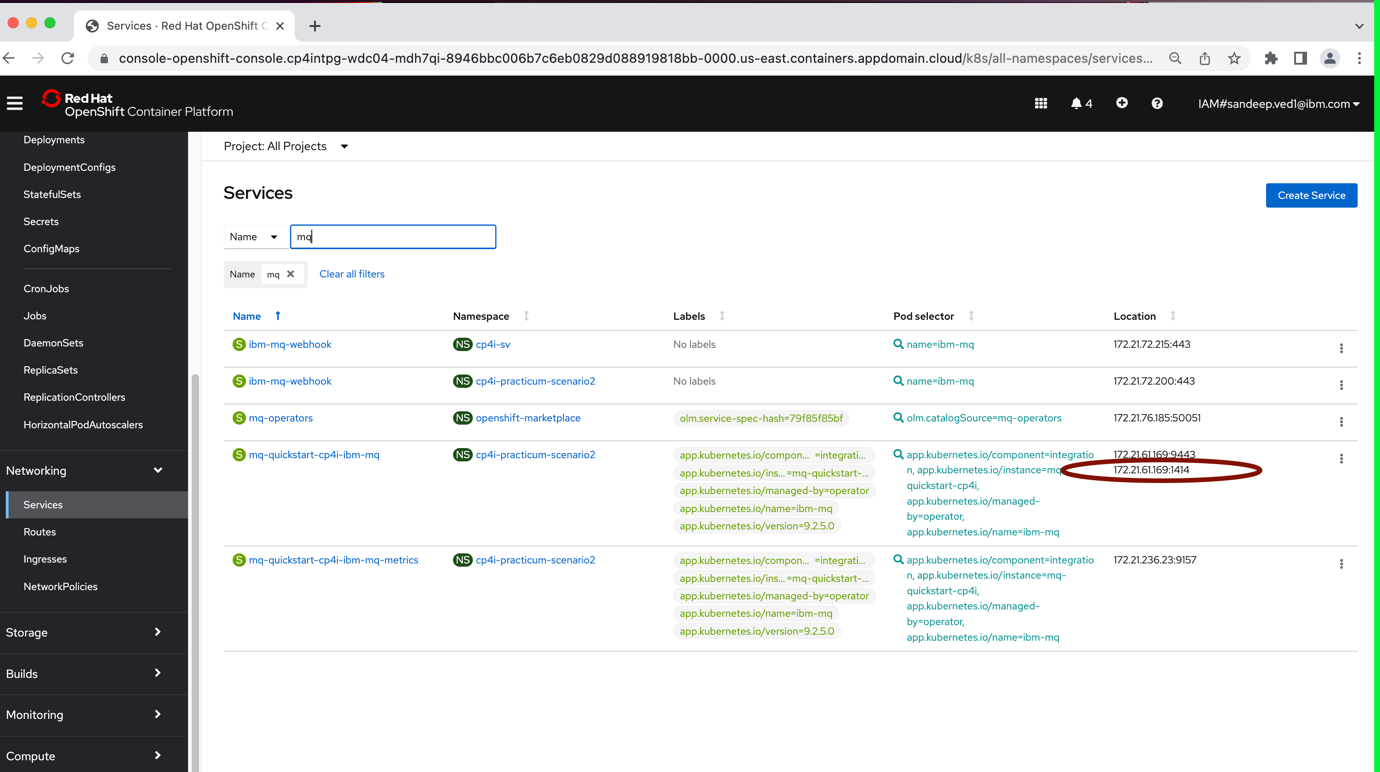 Services · Red Hat OpenShift C
console-openshift-console.cp4intpg-wdc04-mdh7qi-8946bbc006b7c6eb0829d088919818bb-0000.us-east.containers.appdomain.cloud/k8s/all-namespaces/services...
Red Hat
OpenShift Container Platform
4
IAM#sandeep.ved1@ibm.com
Deployments
DeploymentConfigs
StatefulSets
Secrets
ConfigMaps
CronJobs
Jobs
DaemonSets
ReplicaSets
ReplicationControllers
HorizontalPodAutoscalers
Networking
Services
Routes
Ingresses
NetworkPolicies
Storage
Builds
Monitoring
Compute
Project: All Projects
Services
Create Service
Name mq
Name mq Clear all filters
Name Namespace Labels Pod selector Location
S ibm-mq-webhook NS cp4i-sv No labels name=ibm-mq 172.21.72.215:443
S ibm-mq-webhook NS cp4i-practicum-scenario2 No labels name=ibm-mq 172.21.72.200:443
S mq-operators NS openshift-marketplace olm.service-spec-hash=79f85f85bf olm.catalogSource=mq-operators 172.21.76.185:50051
S mq-quickstart-cp4i-ibm-mq NS cp4i-practicum-scenario2
app.kubernetes.io/compon... =integrati...
app.kubernetes.io/ins...=mq-quickstart-...
app.kubernetes.io/managed-by=operator
app.kubernetes.io/name=ibm-mq
app.kubernetes.io/version=9.2.5.0
app.kubernetes.io/component=integratio
n, app.kubernetes.io/instance=mq-
quickstart-cp4i,
app.kubernetes.io/managed-
by=operator,
app.kubernetes.io/name=ibm-mq
172.21.61.169:9443
172.21.61.169:1414
S mq-quickstart-cp4i-ibm-mq-metrics NS cp4i-practicum-scenario2
app.kubernetes.io/compon... =integrati...
app.kubernetes.io/ins...=mq-quickstart-...
app.kubernetes.io/managed-by=operator
app.kubernetes.io/name=ibm-mq
app.kubernetes.io/version=9.2.5.0
app.kubernetes.io/component=integratio
n, app.kubernetes.io/instance=mq-
quickstart-cp4i,
app.kubernetes.io/managed-
by=operator,
app.kubernetes.io/name=ibm-mq
172.21.236.23:9157